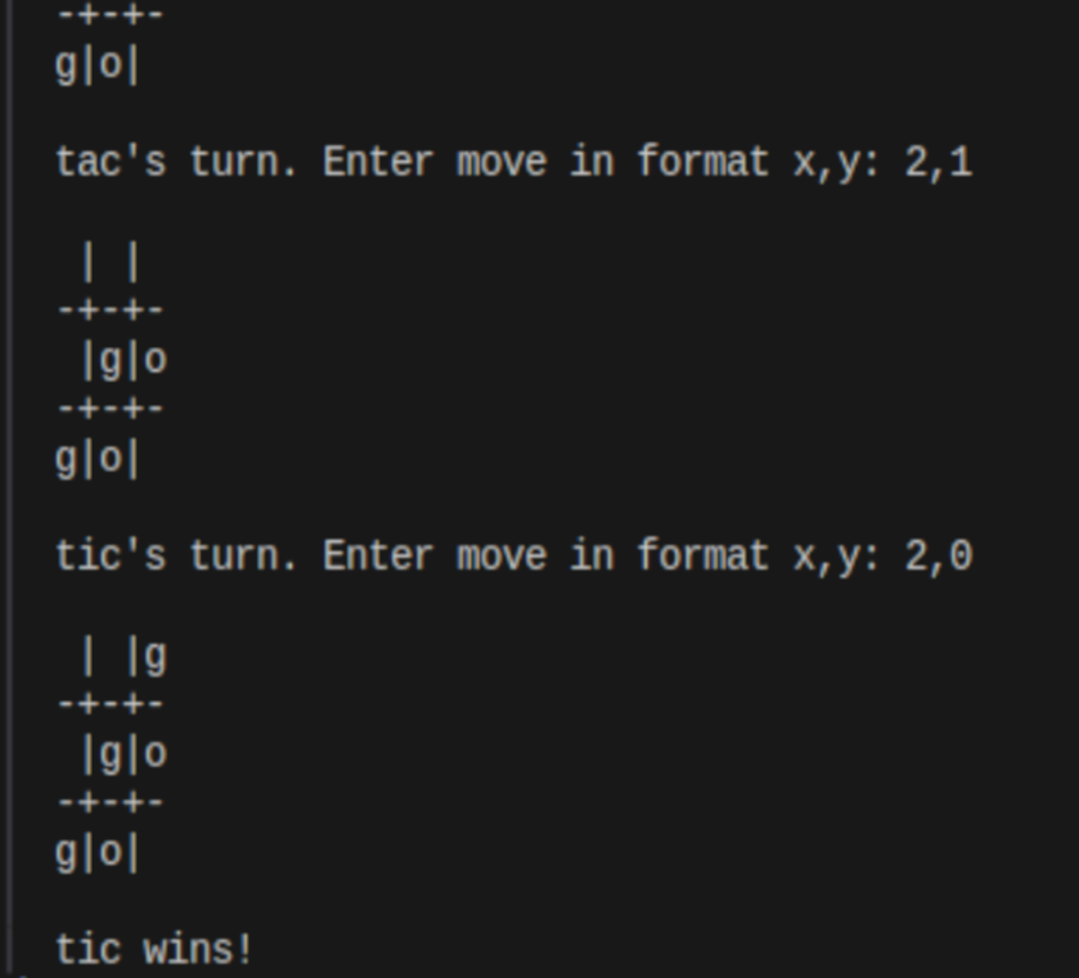 -+-+-
g|o|
tac's turn. Enter move in format x,y: 2,1
 | |
-+-+-
 |g|o
-+-+-
g|o|
tic's turn. Enter move in format x,y: 2,0
 | |g
-+-+-
 |g|o
-+-+-
g|o|
tic wins!